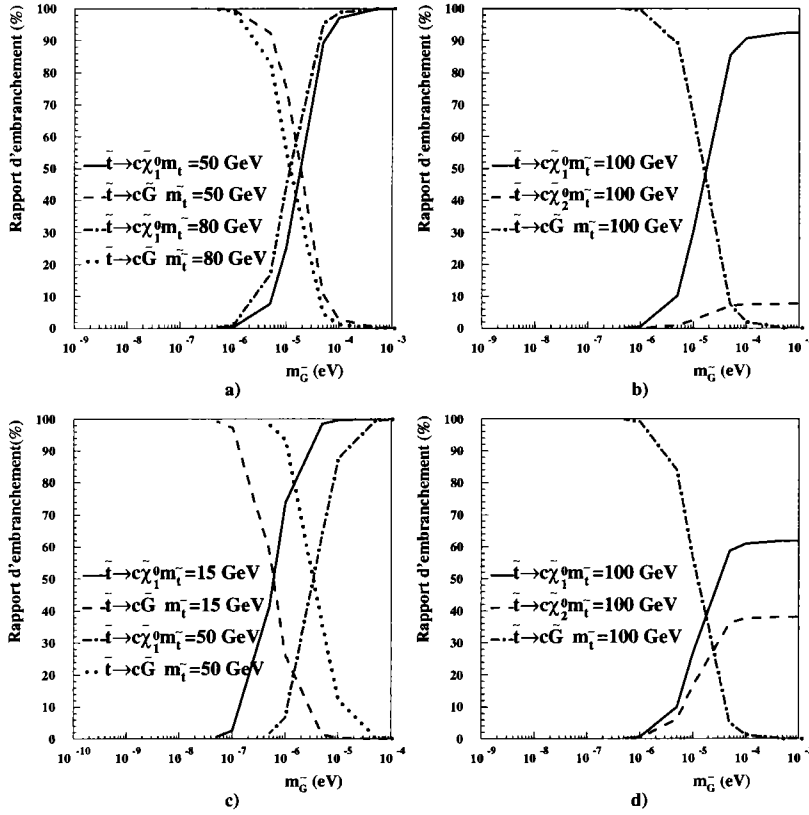 Rapport d'embranchement (%)
100
90
80
70
60
50
40
30
20
10
0
t̃→cχ̃₁⁰ m_t = 50 GeV
t̃→cG̃ m_t̃ = 50 GeV
t̃→cχ̃₁⁰ m_t̃ = 80 GeV
t̃→cG̃ m_t̃ = 80 GeV
10⁻⁹ 10⁻⁸ 10⁻⁷ 10⁻⁶ 10⁻⁵ 10⁻⁴ 10⁻³
m_G̃ (eV)
a)
Rapport d'embranchement (%)
100
90
80
70
60
50
40
30
20
10
0
t̃→cχ̃₁⁰ m_t̃=100 GeV
t̃→cχ̃₂⁰ m_t̃=100 GeV
t̃→cG̃ m_t̃=100 GeV
10⁻⁹ 10⁻⁸ 10⁻⁷ 10⁻⁶ 10⁻⁵ 10⁻⁴ 10⁻³
m_G̃ (eV)
b)
Rapport d'embranchement(%)
100
90
80
70
60
50
40
30
20
10
0
t̃→cχ̃₁⁰ m_t̃=15 GeV
t̃→cG̃ m_t̃=15 GeV
t̃→cχ̃₁⁰ m_t̃=50 GeV
t̃→cG̃ m_t̃=50 GeV
10⁻¹⁰ 10⁻⁹ 10⁻⁸ 10⁻⁷ 10⁻⁶ 10⁻⁵ 10⁻⁴
m_G̃ (eV)
c)
Rapport d'embranchement (%)
100
90
80
70
60
50
40
30
20
10
0
t̃→cχ̃₁⁰ m_t̃=100 GeV
t̃→cχ̃₂⁰ m_t̃=100 GeV
t̃→cG̃ m_t̃=100 GeV
10⁻⁹ 10⁻⁸ 10⁻⁷ 10⁻⁶ 10⁻⁵ 10⁻⁴ 10⁻³
m_G̃ (eV)
d)